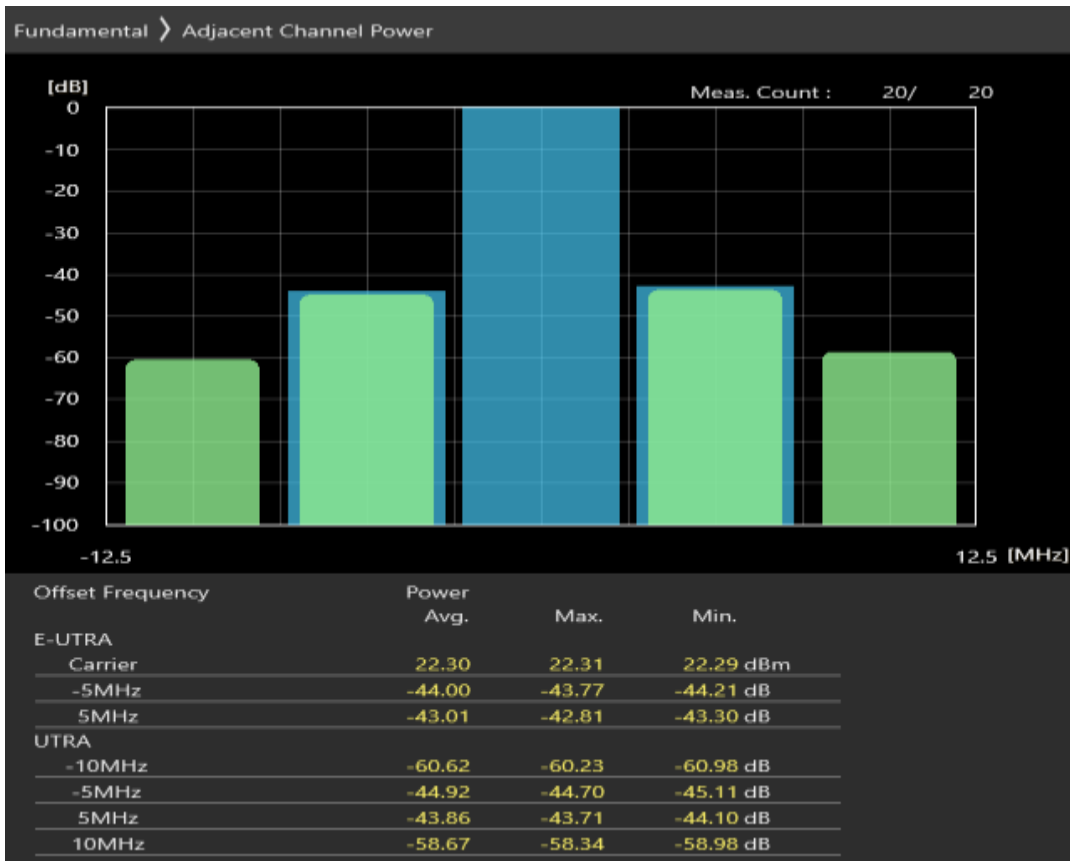 Fundamental 〉 Adjacent Channel Power
[dB]
Meas. Count : 20/ 20
0
-10
-20
-30
-40
-50
-60
-70
-80
-90
-100
-12.5 12.5 [MHz]
Offset Frequency Power
Avg. Max. Min.
E-UTRA
Carrier 22.30 22.31 22.29 dBm
-5MHz -44.00 -43.77 -44.21 dB
5MHz -43.01 -42.81 -43.30 dB
UTRA
-10MHz -60.62 -60.23 -60.98 dB
-5MHz -44.92 -44.70 -45.11 dB
5MHz -43.86 -43.71 -44.10 dB
10MHz -58.67 -58.34 -58.98 dB